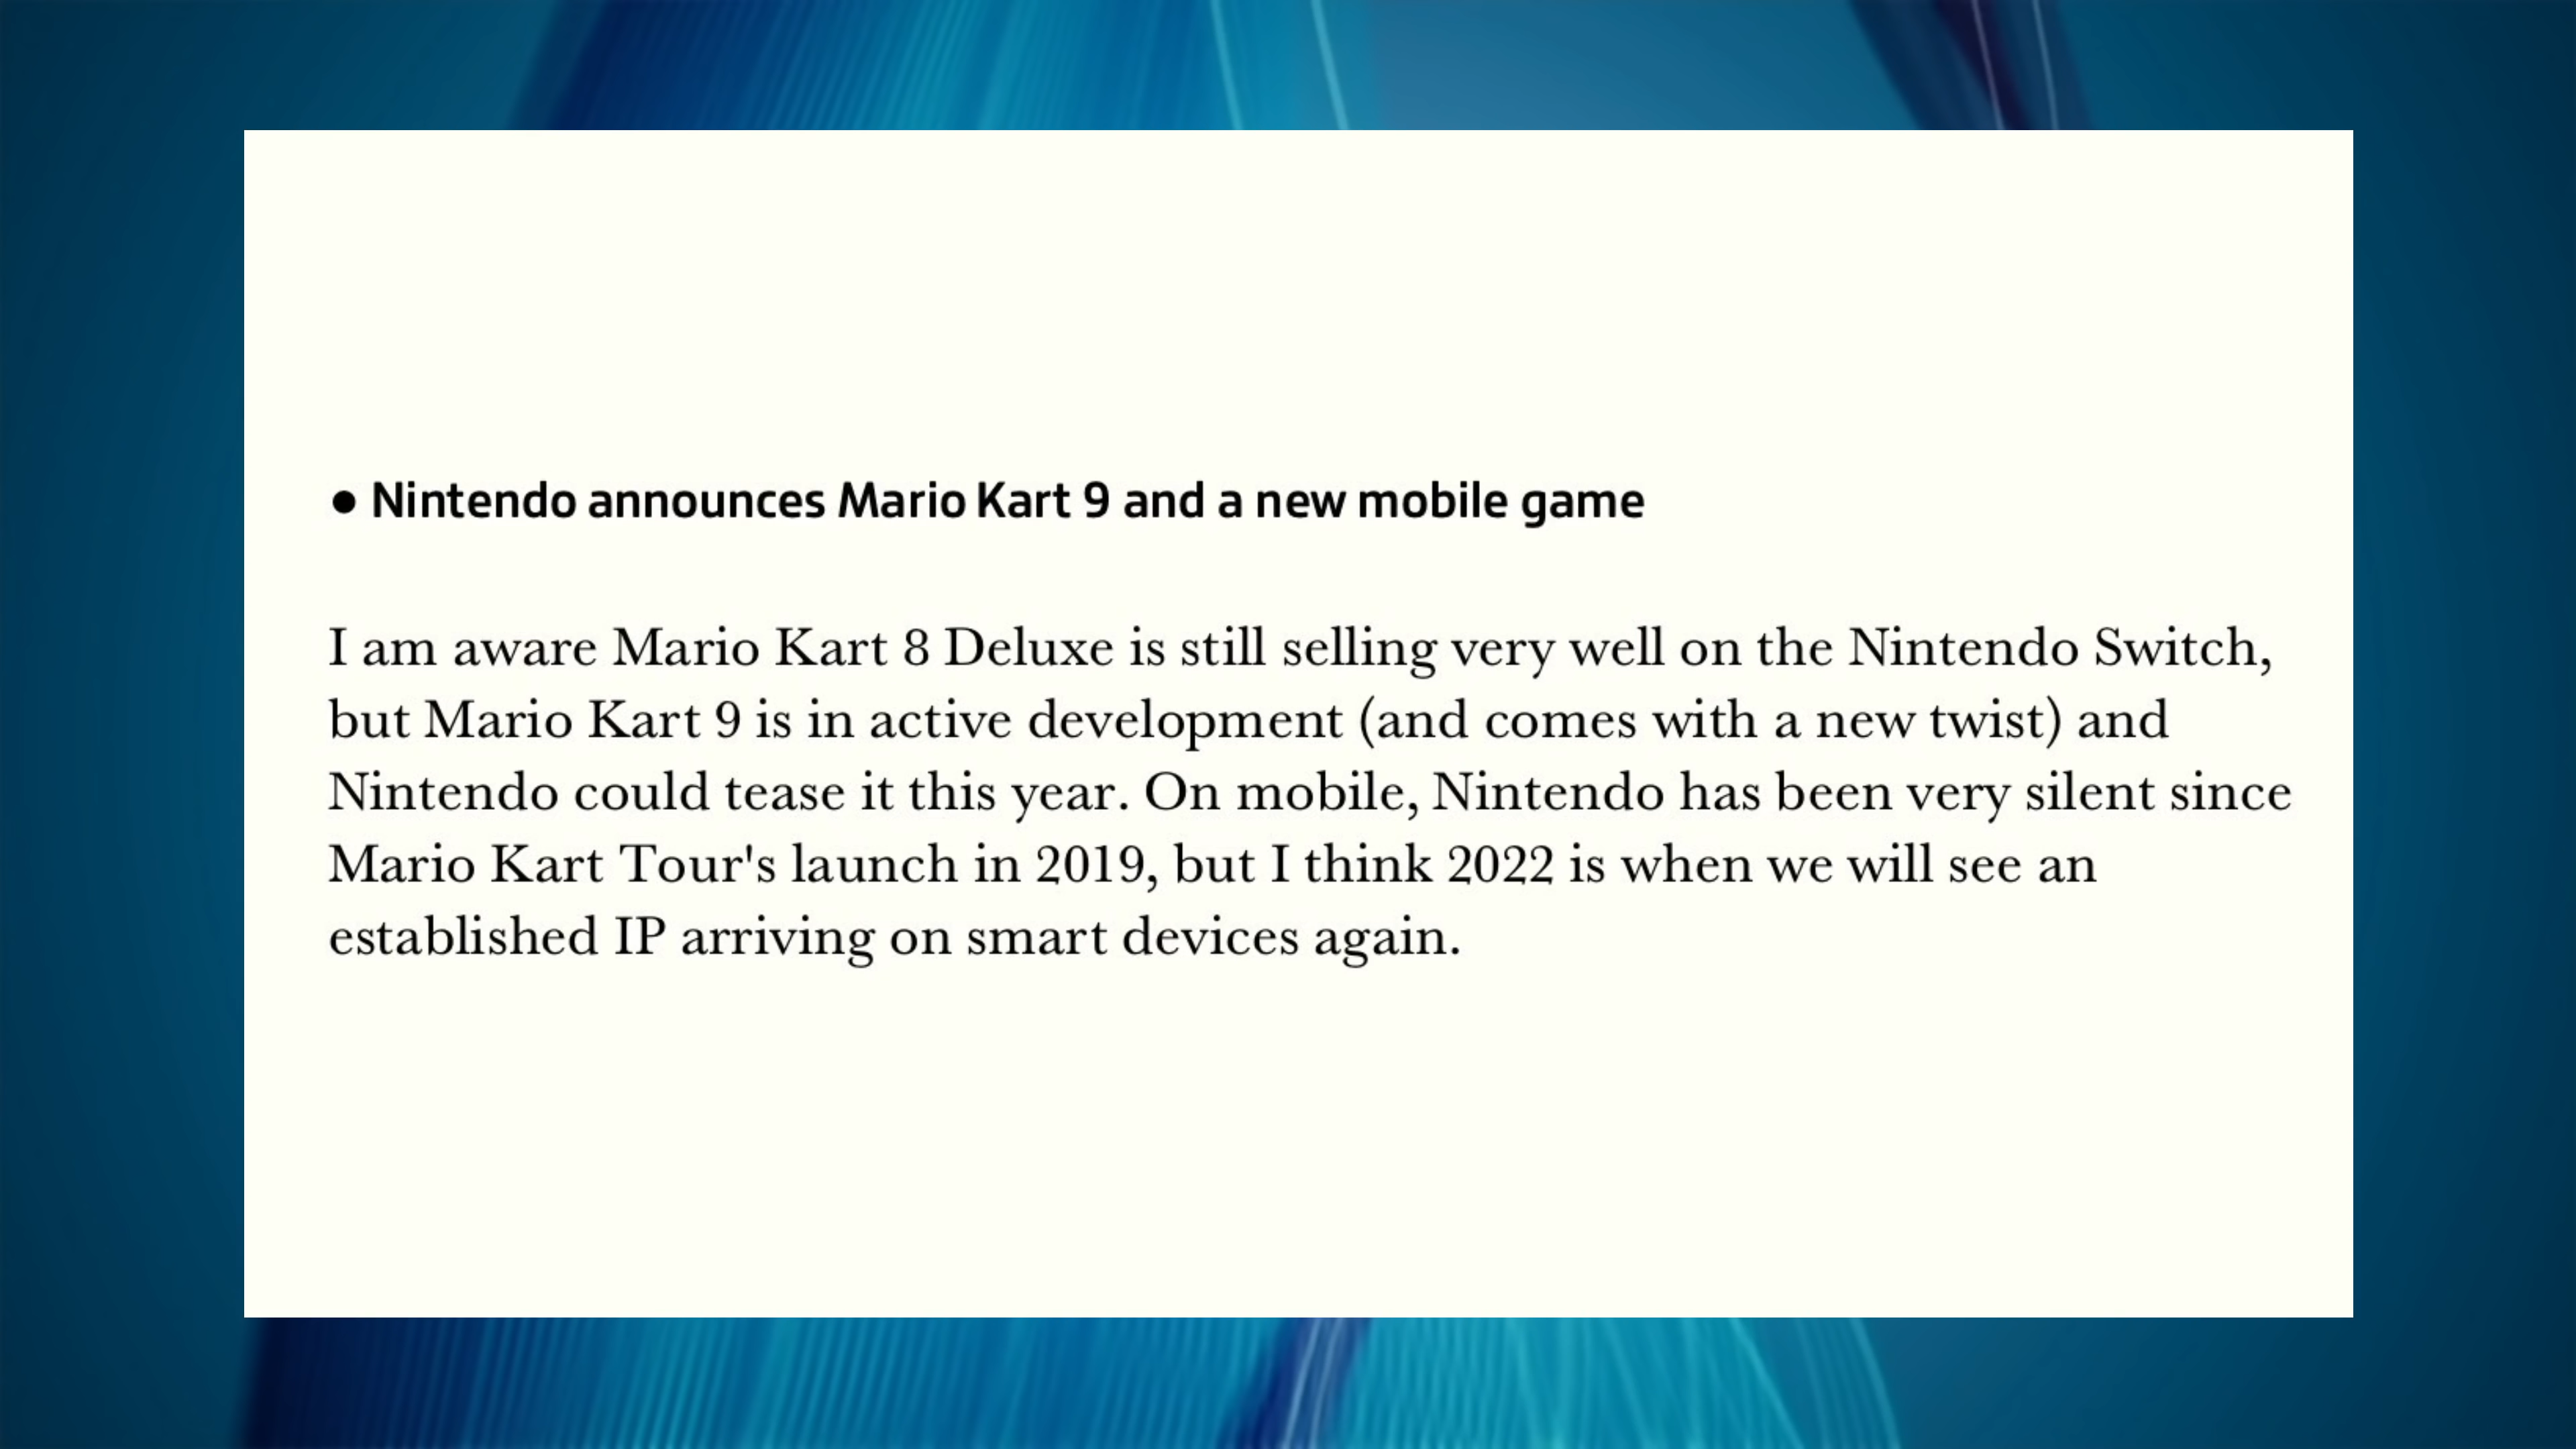 ● Nintendo announces Mario Kart 9 and a new mobile game
I am aware Mario Kart 8 Deluxe is still selling very well on the Nintendo Switch,
but Mario Kart 9 is in active development (and comes with a new twist) and
Nintendo could tease it this year. On mobile, Nintendo has been very silent since
Mario Kart Tour's launch in 2019, but I think 2022 is when we will see an
established IP arriving on smart devices again.